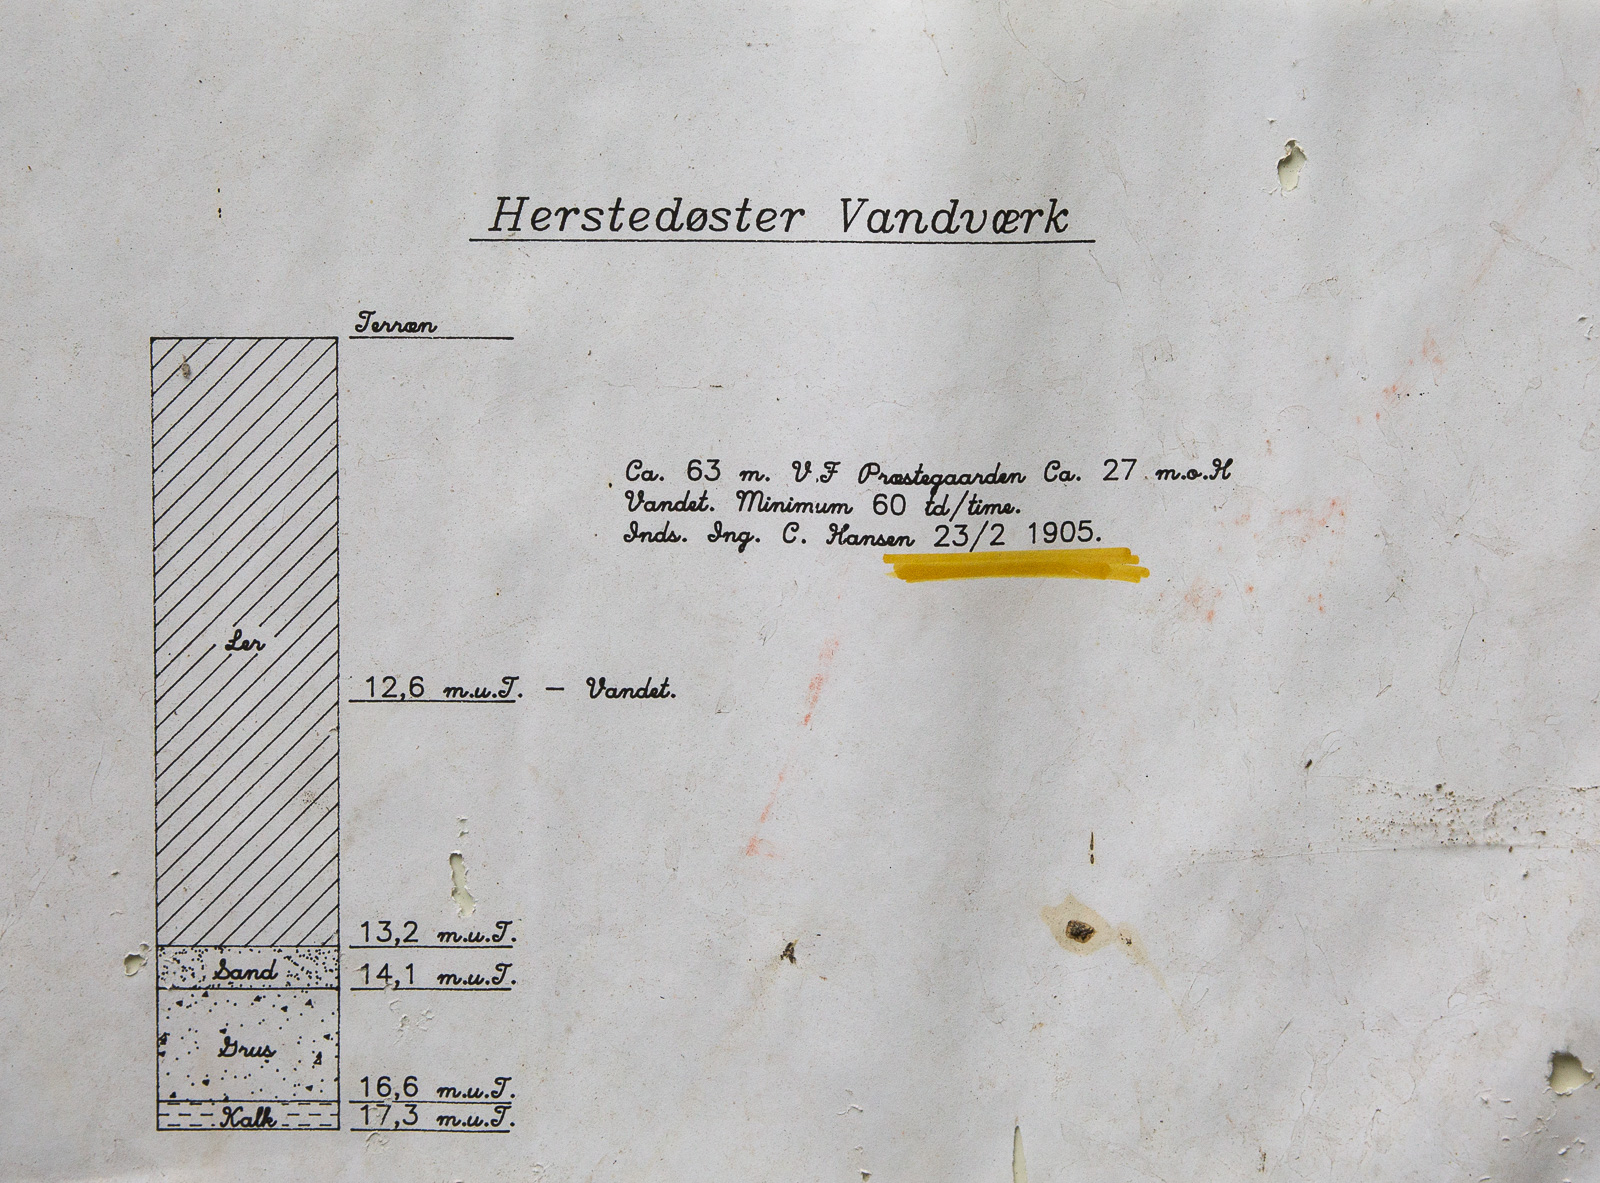 Herstedøster Vandværk
Terræn
Ca. 63 m. V.F Præstegaarden Ca. 27 m.o.H
Vandet. Minimum 60 td/time.
Inds. Ing. C. Hansen 23/2 1905.
Ler
12,6 m.u.T. – Vandet.
13,2 m.u.T.
Sand
14,1 m.u.T.
Grus
16,6 m.u.T.
Kalk
17,3 m.u.T.